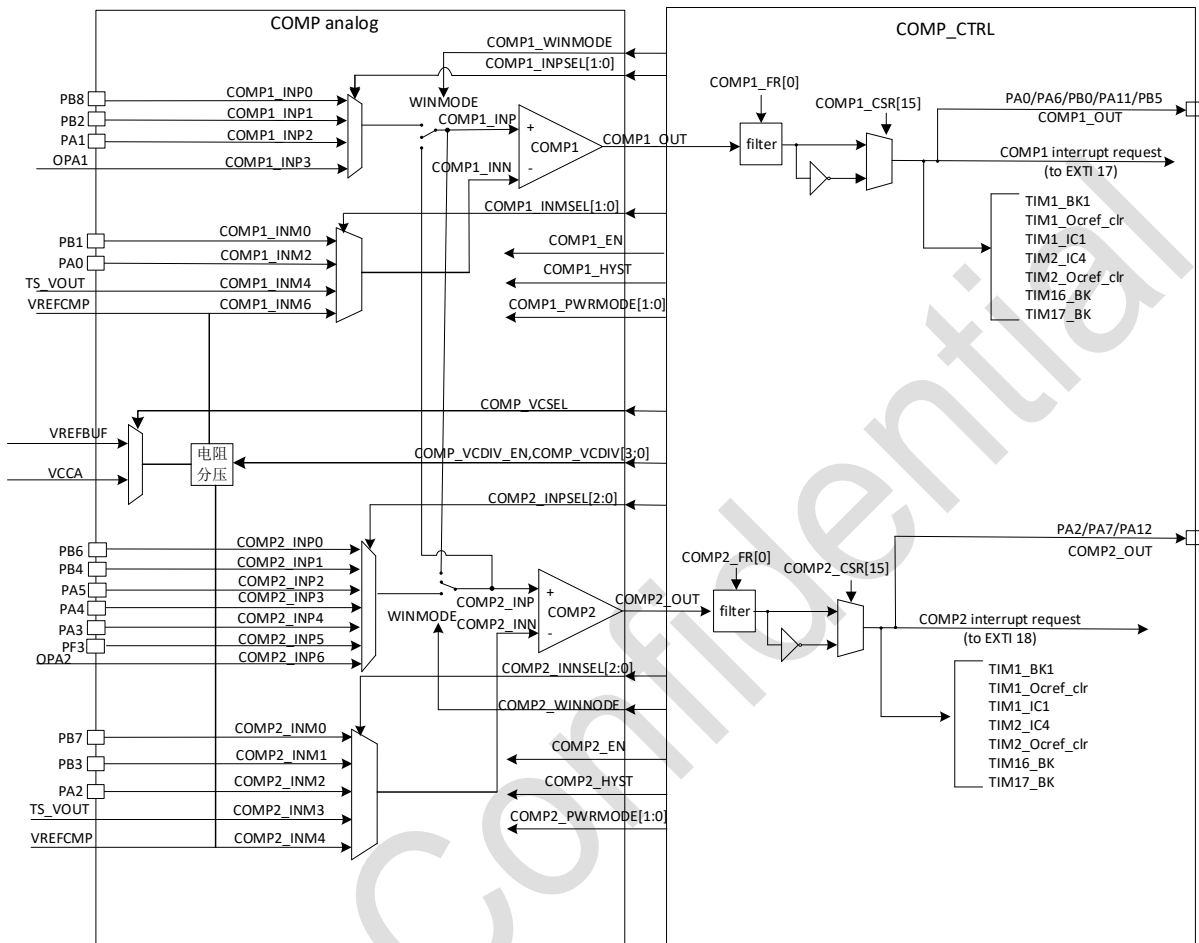 COMP analog
COMP_CTRL
COMP1_WINMODE
COMP1_INPSEL[1:0]
WINMODE
PB8
COMP1_INP0
PB2
COMP1_INP1
PA1
COMP1_INP2
OPA1
COMP1_INP3
COMP1_INP
+
COMP1
-
COMP1_INN
COMP1_OUT
COMP1_FR[0]
filter
COMP1_CSR[15]
PA0/PA6/PB0/PA11/PB5
COMP1_OUT
COMP1 interrupt request
(to EXTI 17)
TIM1_BK1
TIM1_Ocref_clr
TIM1_IC1
TIM2_IC4
TIM2_Ocref_clr
TIM16_BK
TIM17_BK
COMP1_INMSEL[1:0]
PB1
COMP1_INM0
PA0
COMP1_INM2
TS_VOUT
COMP1_INM4
VREFCMP
COMP1_INM6
COMP1_EN
COMP1_HYST
COMP1_PWRMODE[1:0]
COMP_VCSEL
VREFBUF
VCCA
电阻
分压
COMP_VCDIV_EN,COMP_VCDIV[3;0]
COMP2_INPSEL[2:0]
PB6
COMP2_INP0
PB4
COMP2_INP1
PA5
COMP2_INP2
PA4
COMP2_INP3
PA3
COMP2_INP4
PF3
COMP2_INP5
OPA2
COMP2_INP6
WINMODE
COMP2_INP
COMP2_INN
+
COMP2
-
COMP2_OUT
COMP2_FR[0]
filter
COMP2_CSR[15]
PA2/PA7/PA12
COMP2_OUT
COMP2 interrupt request
(to EXTI 18)
TIM1_BK1
TIM1_Ocref_clr
TIM1_IC1
TIM2_IC4
TIM2_Ocref_clr
TIM16_BK
TIM17_BK
COMP2_INNSEL[2:0]
COMP2_WINNODE
PB7
COMP2_INM0
PB3
COMP2_INM1
PA2
COMP2_INM2
TS_VOUT
COMP2_INM3
VREFCMP
COMP2_INM4
COMP2_EN
COMP2_HYST
COMP2_PWRMODE[1:0]
Confidential